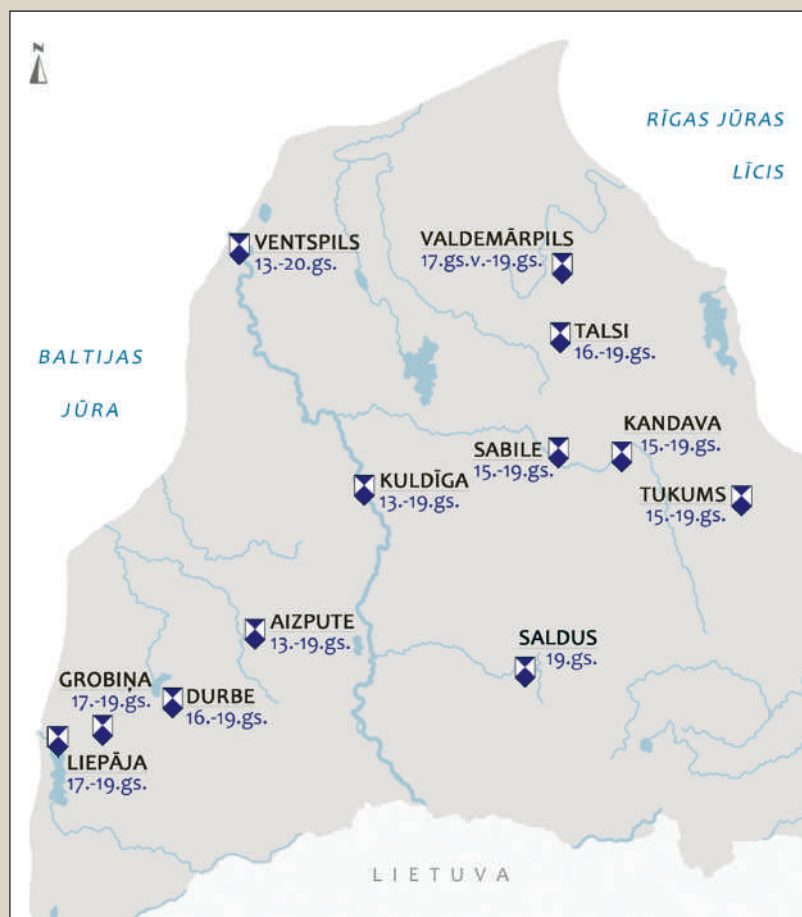 N
RĪGAS JŪRAS
LĪCIS
VENTSPILS
13.-20.gs.
VALDEMĀRPILS
17.gs.v.-19.gs.
TALSI
16.-19.gs.
BALTIJAS
JŪRA
KANDAVA
15.-19.gs.
SABILE
15.-19.gs.
KULDĪGA
13.-19.gs.
TUKUMS
15.-19.gs.
AIZPUTE
13.-19.gs.
SALDUS
19.gs.
GROBIŅA
17.-19.gs.
DURBE
16.-19.gs.
LIEPĀJA
17.-19.gs.
LIETUVA